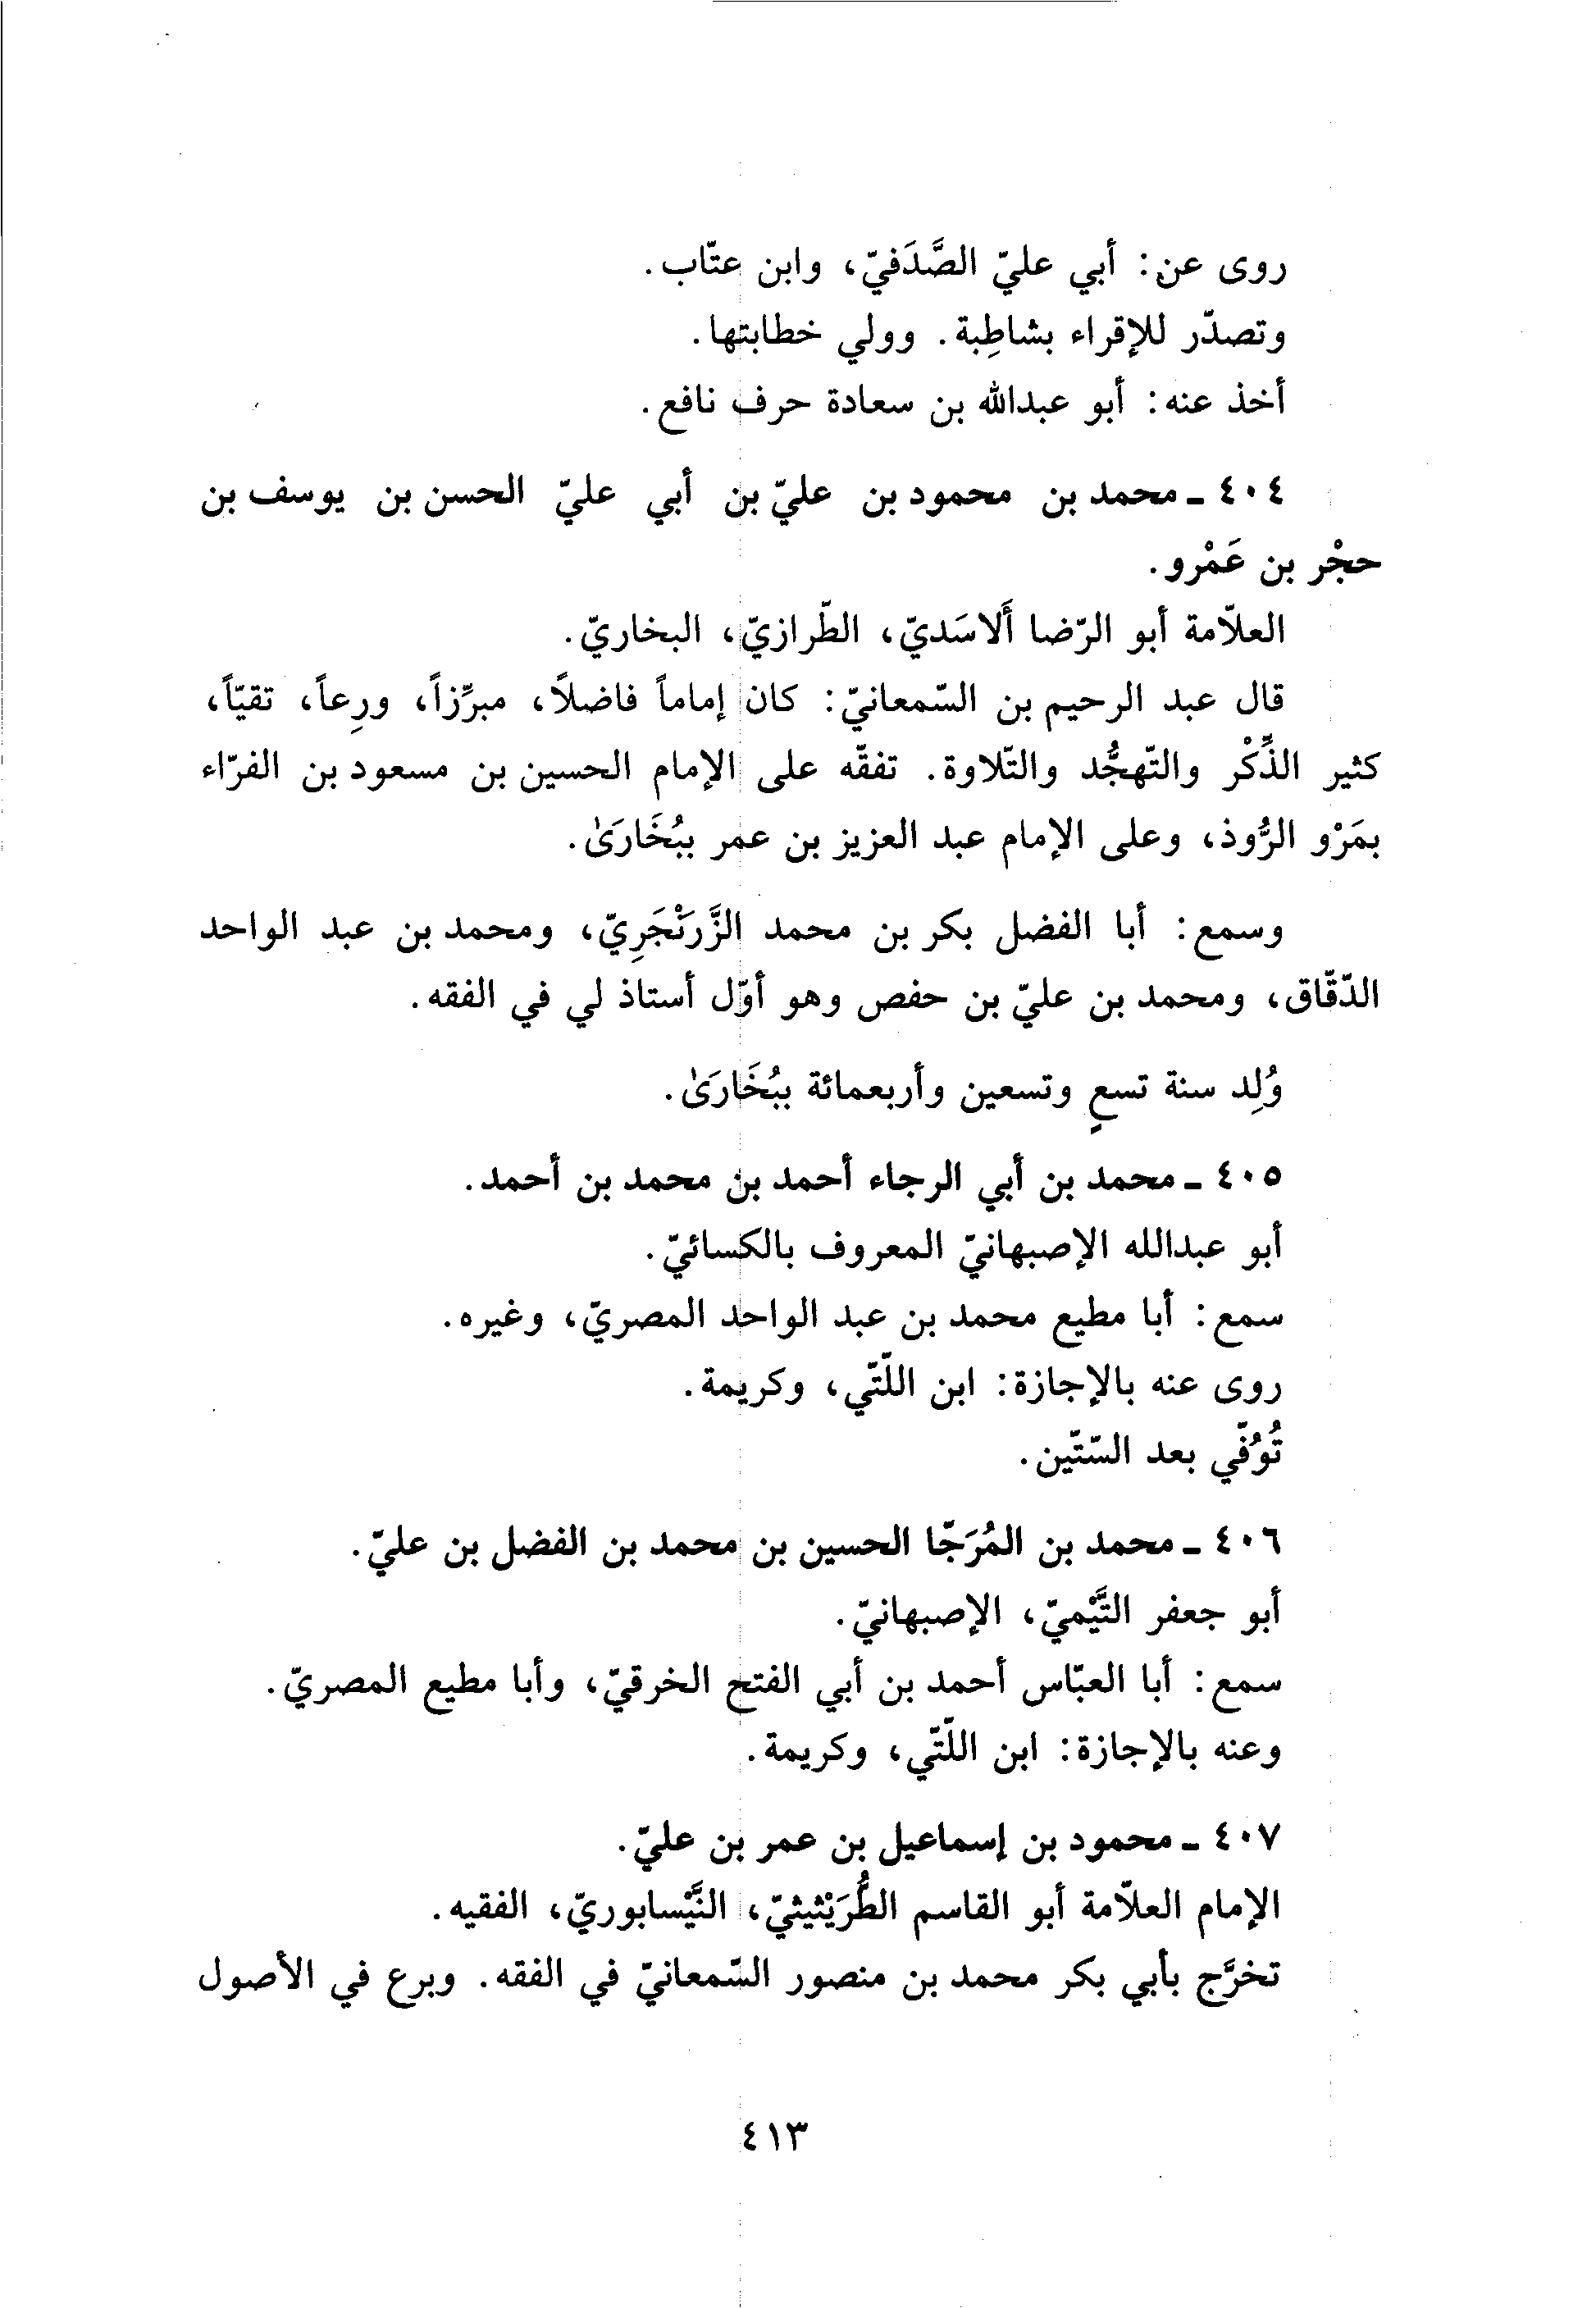 روى عن: أبي عليّ الصَّدَفيّ، وابن عتّاب.
وتصدّر للإقراء بشاطِبة. وولي خطابتها.
أخذ عنه: أبو عبدالله بن سعادة حرف نافع.
٤٠٤ ـ محمد بن محمود بن عليّ بن أبي عليّ الحسن بن يوسف بن
حجْر بن عَمْرو.
العلاّمة أبو الرّضا أَلاسَديّ، الطّرازيّ، البخاريّ.
قال عبد الرحيم بن السّمعانيّ: كان إماماً فاضلاً، مبرِّزاً، ورِعاً، تقيّاً،
كثير الذِّكْر والتّهجُّد والتّلاوة. تفقّه على الإمام الحسين بن مسعود بن الفرّاء
بمَرْو الرُّوذ، وعلى الإمام عبد العزيز بن عمر ببُخَارَىٰ.
وسمع: أبا الفضل بكر بن محمد الزَّرَنْجَرِيّ، ومحمد بن عبد الواحد
الدّقّاق، ومحمد بن عليّ بن حفص وهو أوّل أستاذ لي في الفقه.
وُلِد سنة تسعٍ وتسعين وأربعمائة ببُخَارَىٰ.
٤٠٥ ـ محمد بن أبي الرجاء أحمد بن محمد بن أحمد.
أبو عبدالله الإصبهانيّ المعروف بالكسائيّ.
سمع: أبا مطيع محمد بن عبد الواحد المصريّ، وغيره.
روى عنه بالإجازة: ابن اللّتّي، وكريمة.
تُوُفّي بعد السّتّين.
٤٠٦ ـ محمد بن المُرَجّا الحسين بن محمد بن الفضل بن عليّ.
أبو جعفر التَّيْميّ، الإصبهانيّ.
سمع: أبا العبّاس أحمد بن أبي الفتح الخرقيّ، وأبا مطيع المصريّ.
وعنه بالإجازة: ابن اللّتّي، وكريمة.
٤٠٧ ـ محمود بن إسماعيل بن عمر بن عليّ.
الإمام العلاّمة أبو القاسم الطُّرَيْثيثيّ، النَّيْسابوريّ، الفقيه.
تخرَّج بأبي بكر محمد بن منصور السّمعانيّ في الفقه. وبرع في الأصول
٤١٣